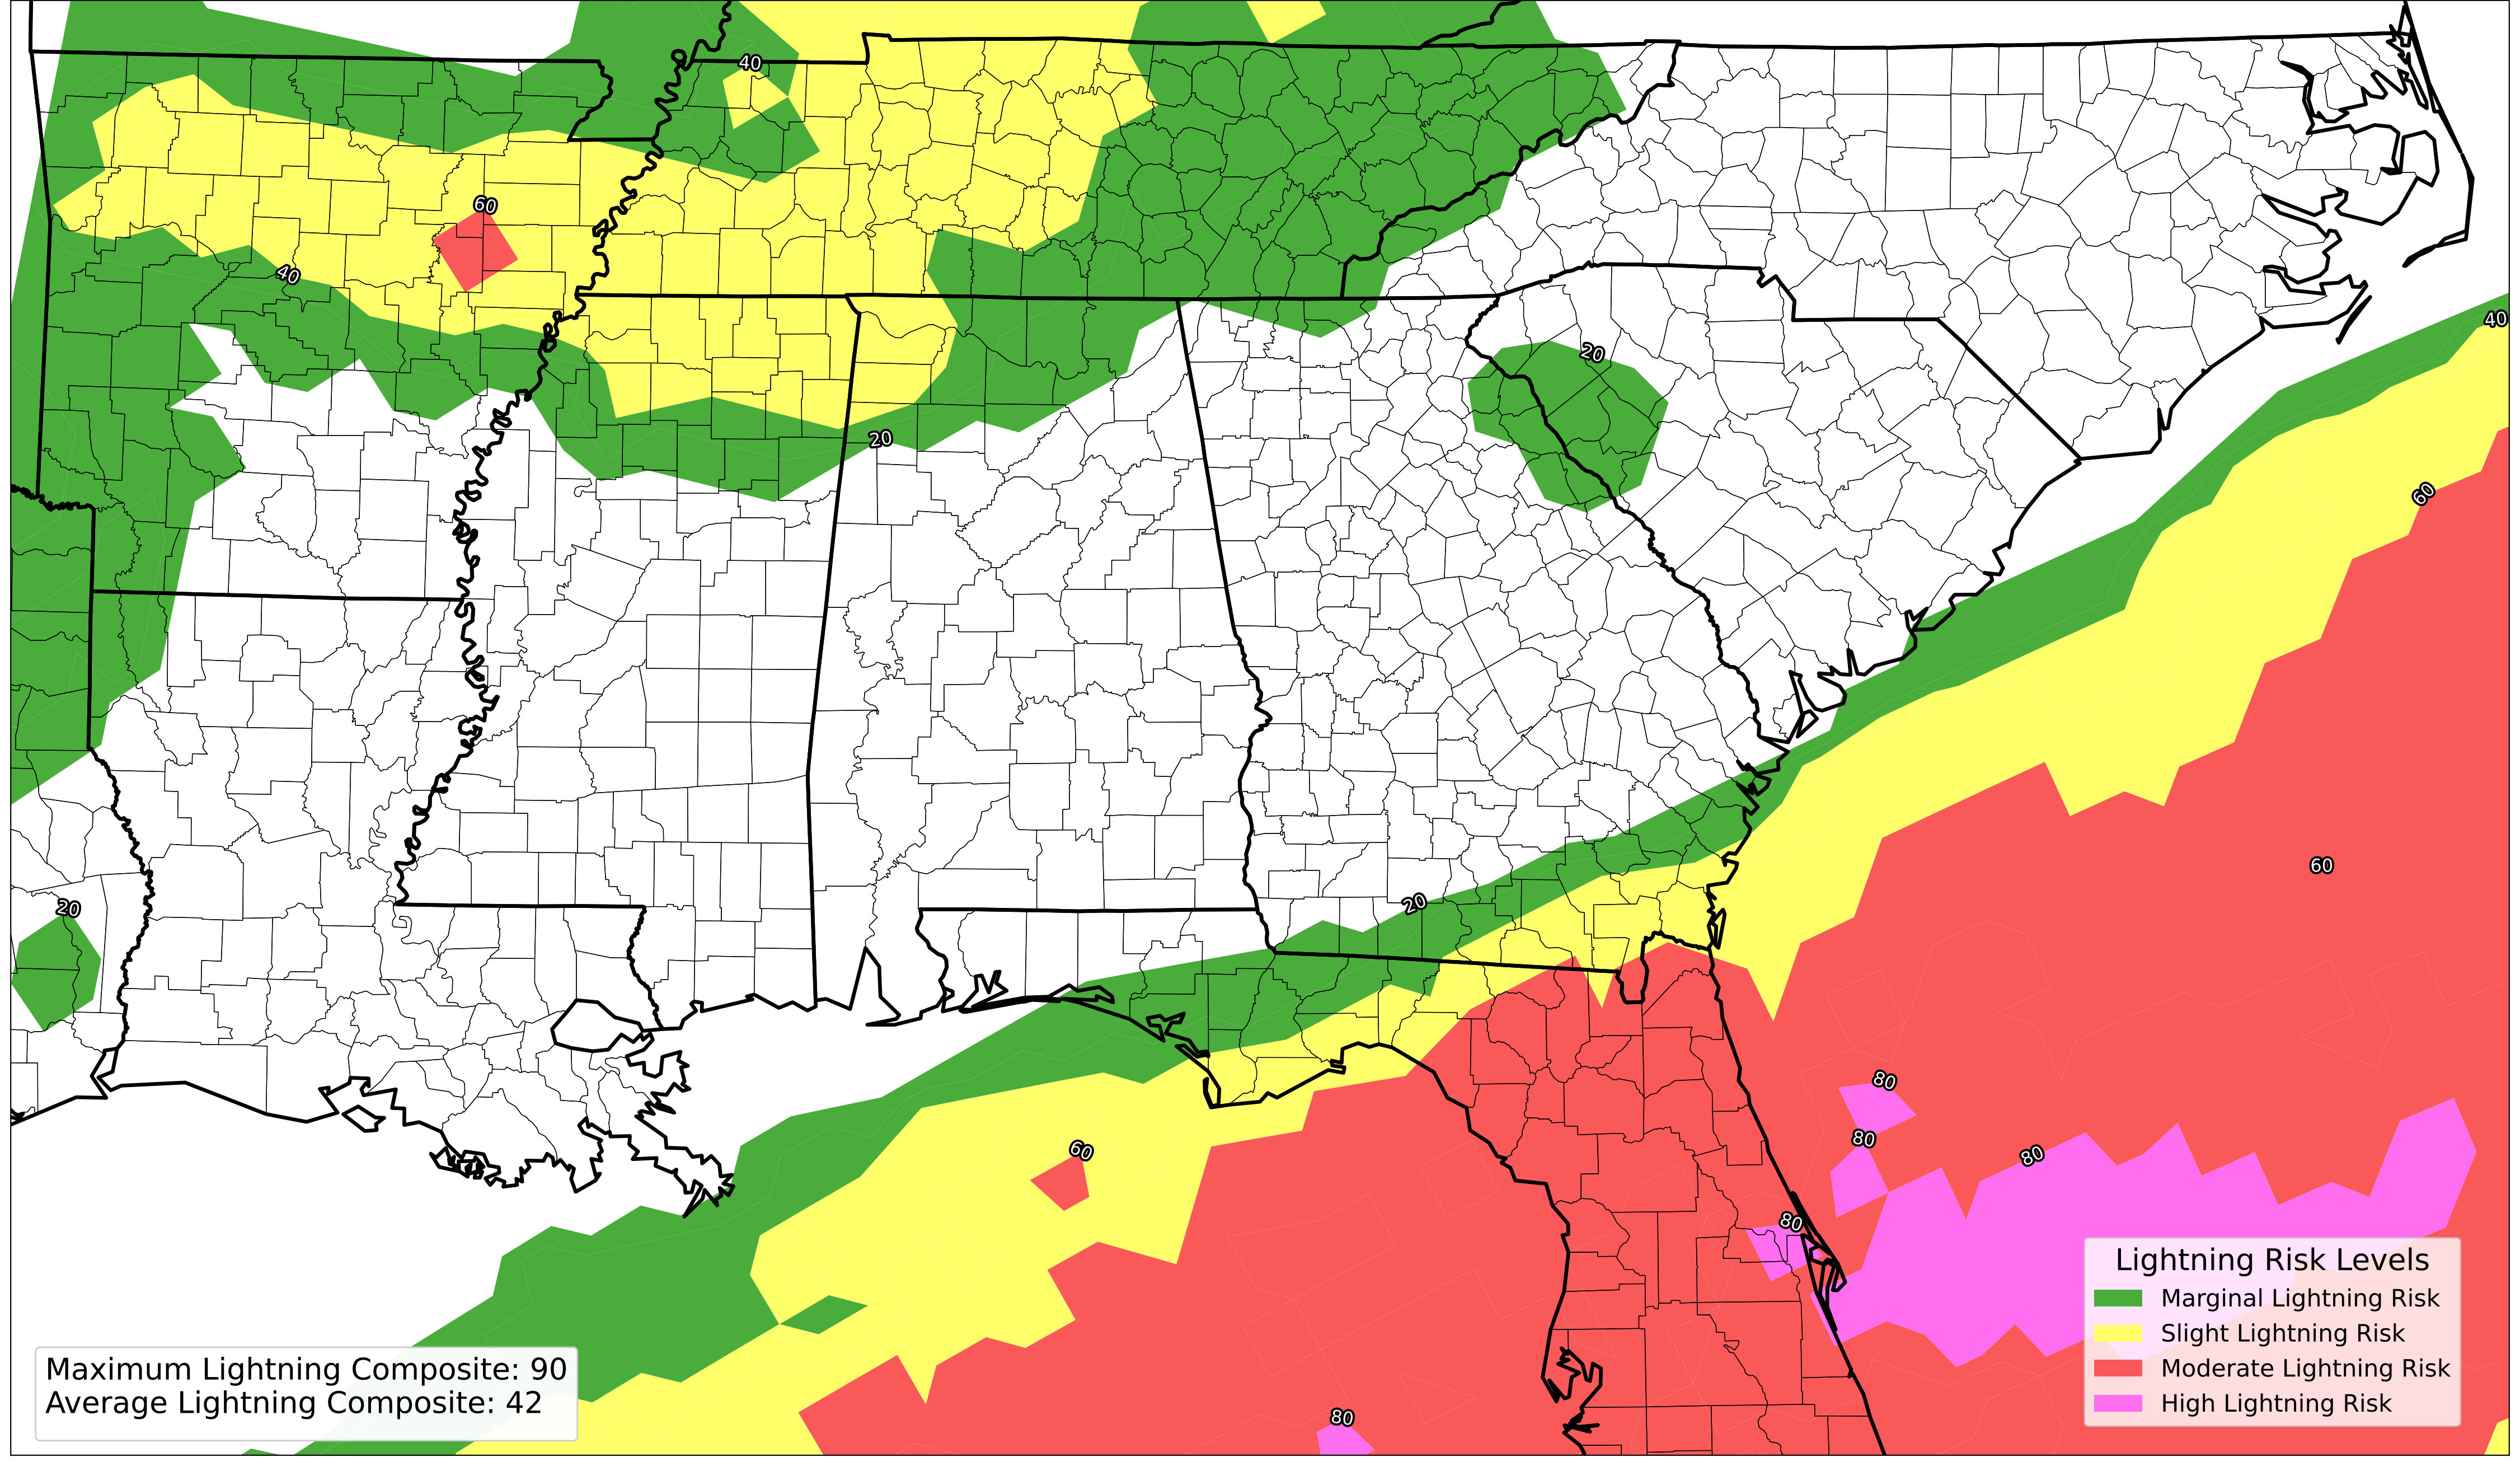 40
60
40
40
20
20
60
60
20
20
80
80
60
80
80
80
Lightning Risk Levels
Marginal Lightning Risk
Slight Lightning Risk
Moderate Lightning Risk
High Lightning Risk
Maximum Lightning Composite: 90
Average Lightning Composite: 42